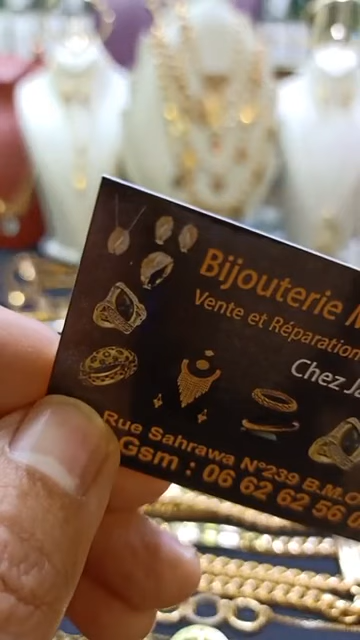 Bijouterie
Vente et Réparation
Chez
Rue Sahrawa N°239 B.M.
Gsm : 06 62 62 56